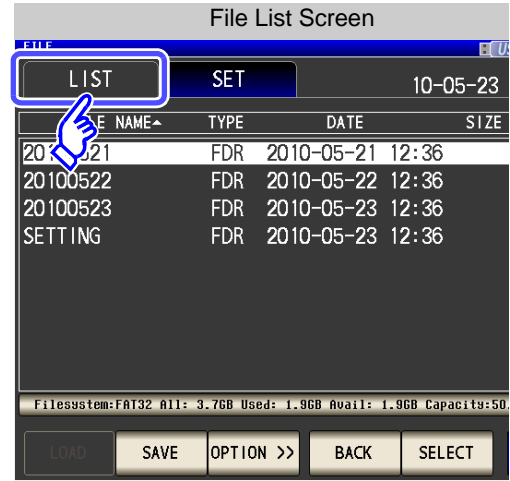 File List Screen
FILE
LIST SET 10-05-23
NAME▲ TYPE DATE SIZE
FDR 2010-05-21 12:36
20100522 FDR 2010-05-22 12:36
20100523 FDR 2010-05-23 12:36
SETTING FDR 2010-05-23 12:36
Filesystem:FAT32 All: 3.7GB Used: 1.9GB Avail: 1.9GB Capacity:50.
LOAD SAVE OPTION >> BACK SELECT